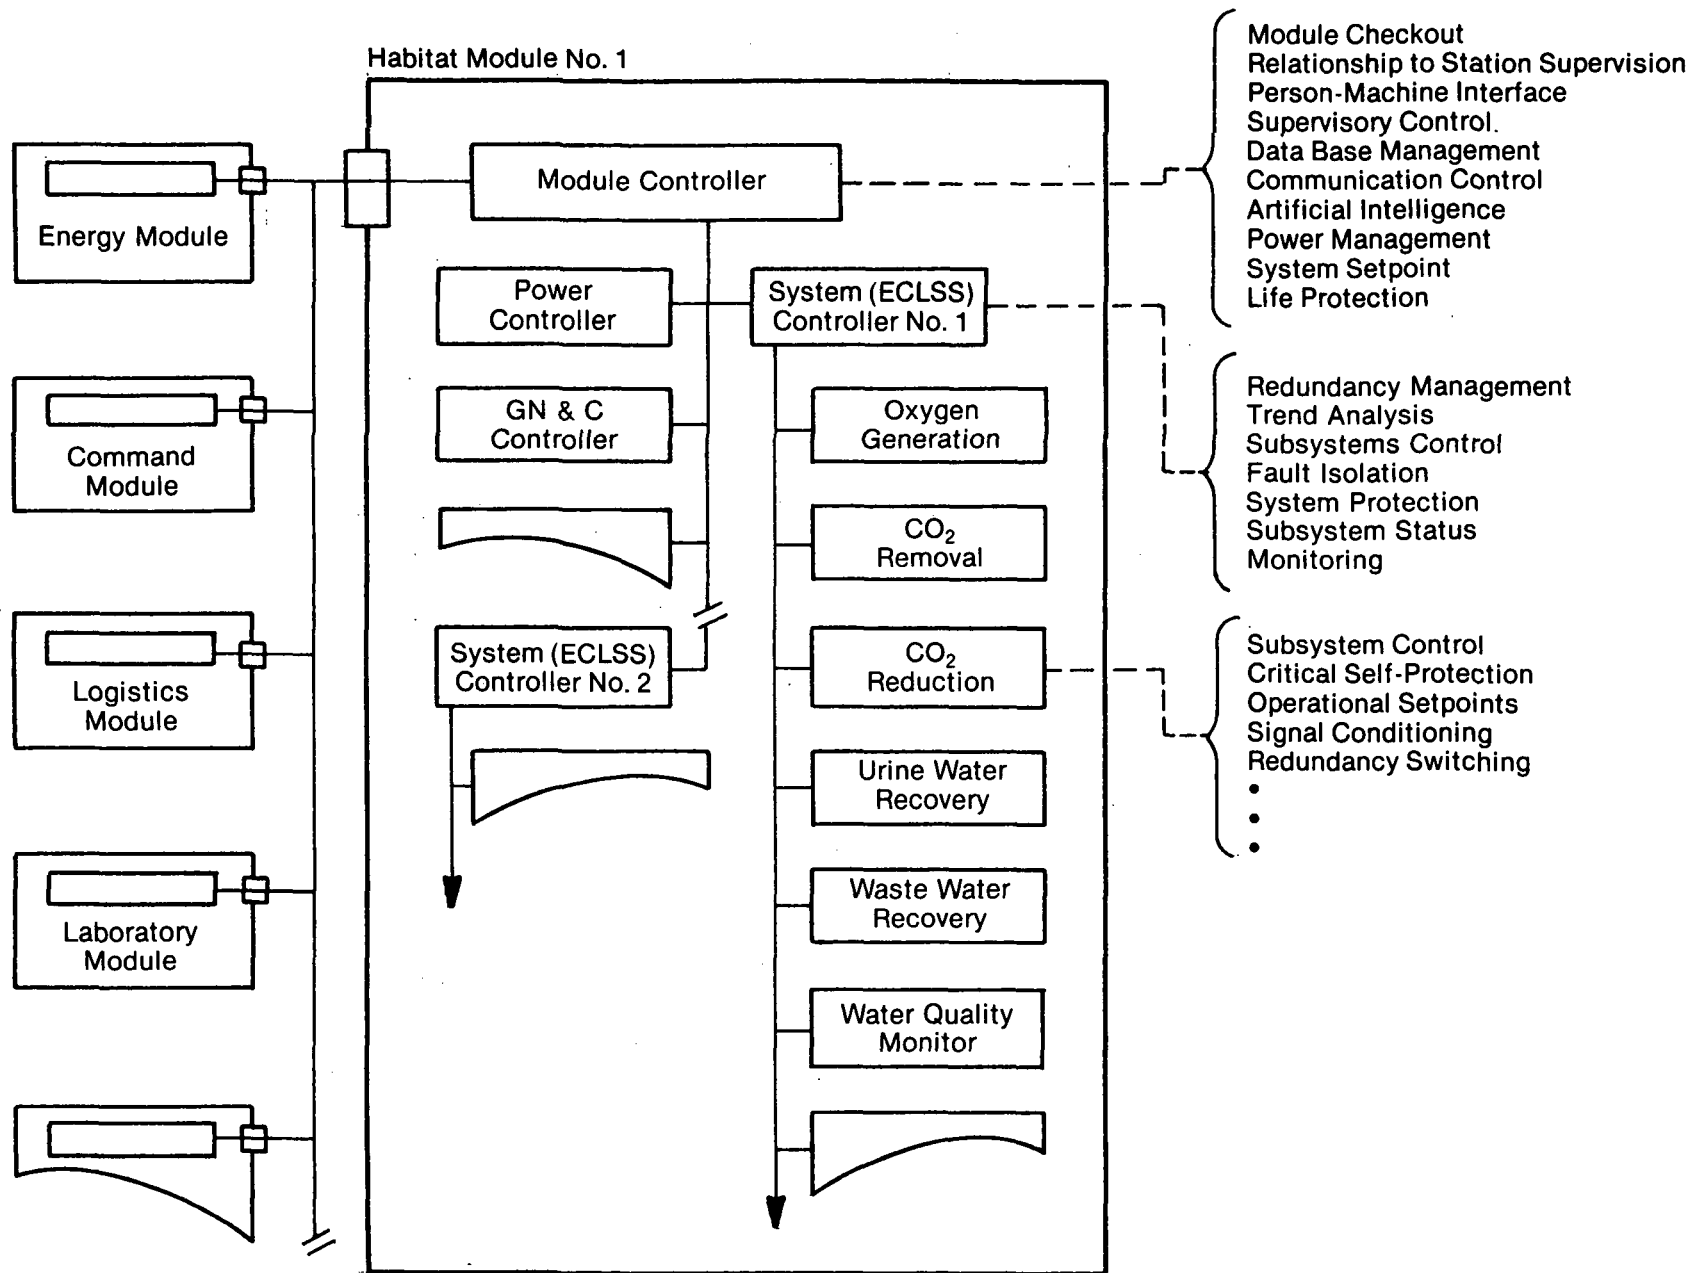 Habitat Module No. 1
Energy Module
Command
Module
Logistics
Module
Laboratory
Module
Module Controller
Power
Controller
GN & C
Controller
System (ECLSS)
Controller No. 2
System (ECLSS)
Controller No. 1
Oxygen
Generation
CO₂
Removal
CO₂
Reduction
Urine Water
Recovery
Waste Water
Recovery
Water Quality
Monitor
Module Checkout
Relationship to Station Supervision
Person-Machine Interface
Supervisory Control.
Data Base Management
Communication Control
Artificial Intelligence
Power Management
System Setpoint
Life Protection
Redundancy Management
Trend Analysis
Subsystems Control
Fault Isolation
System Protection
Subsystem Status
Monitoring
Subsystem Control
Critical Self-Protection
Operational Setpoints
Signal Conditioning
Redundancy Switching
•
•
•